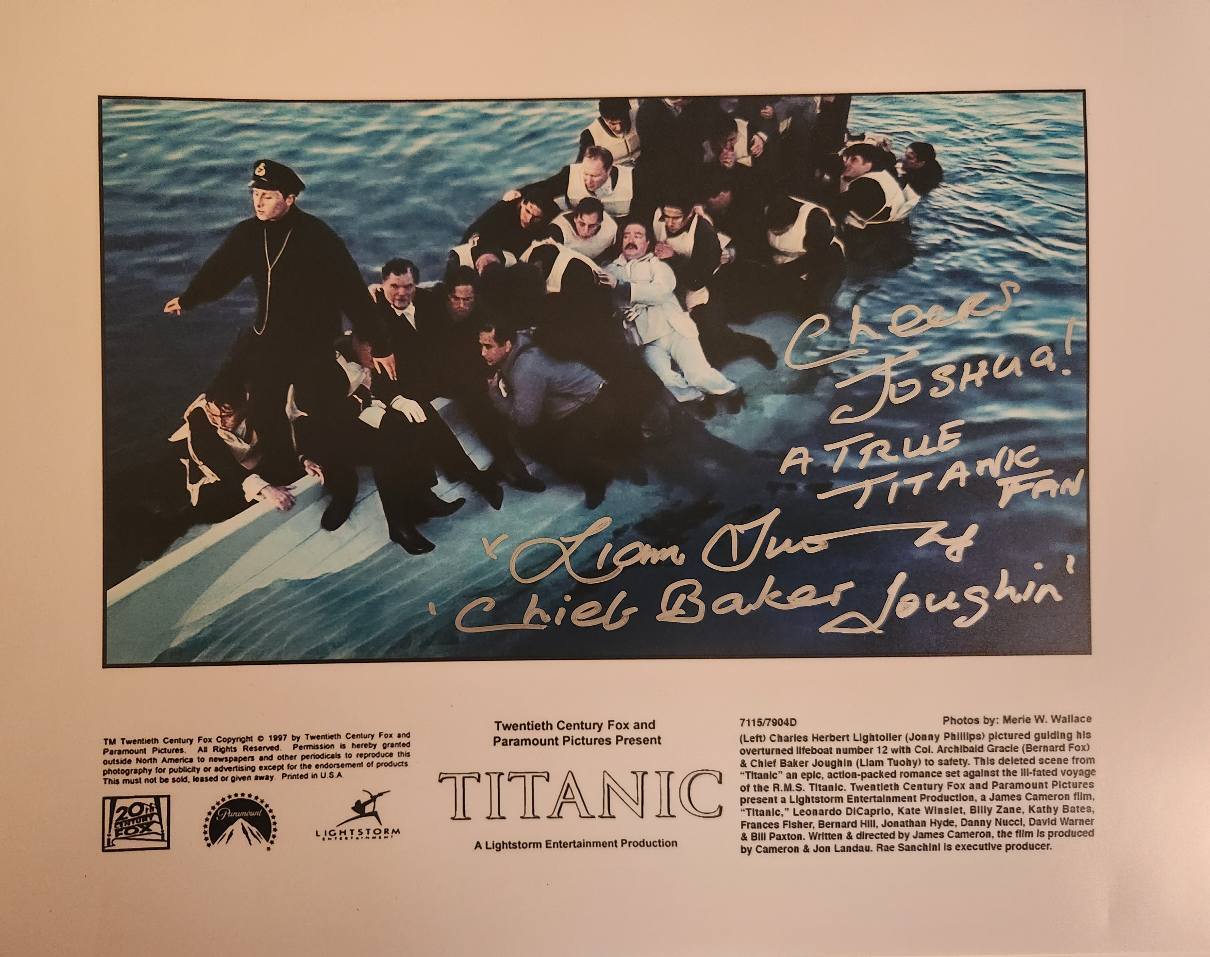 Cheers
JOSHUA!
A TRUE
TITANIC
FAN
x Liam Tuohy
'Chief Baker Joughin'
TM Twentieth Century Fox Copyright © 1997 by Twentieth Century Fox and
Paramount Pictures. All Rights Reserved. Permission is hereby granted
outside North America to newspapers and other periodicals to reproduce this
photography for publicity or advertising except for the endorsement of products
This must not be sold, leased or given away. Printed in U.S.A
20th
CENTURY
FOX
Paramount
LIGHTSTORM
ENTERTAINMENT
Twentieth Century Fox and
Paramount Pictures Present
TITANIC
A Lightstorm Entertainment Production
7115/7904D Photos by: Merie W. Wallace
(Left) Charles Herbert Lightoller (Jonny Phillips) pictured guiding his
overturned lifeboat number 12 with Col. Archibald Gracie (Bernard Fox)
& Chief Baker Joughin (Liam Tuohy) to safety. This deleted scene from
"Titanic" an epic, action-packed romance set against the ill-fated voyage
of the R.M.S. Titanic. Twentieth Century Fox and Paramount Pictures
present a Lightstorm Entertainment Production, a James Cameron film,
"Titanic," Leonardo DiCaprio, Kate Winslet, Billy Zane, Kathy Bates,
Frances Fisher, Bernard Hill, Jonathan Hyde, Danny Nucci, David Warner
& Bill Paxton. Written & directed by James Cameron, the film is produced
by Cameron & Jon Landau. Rae Sanchini is executive producer.